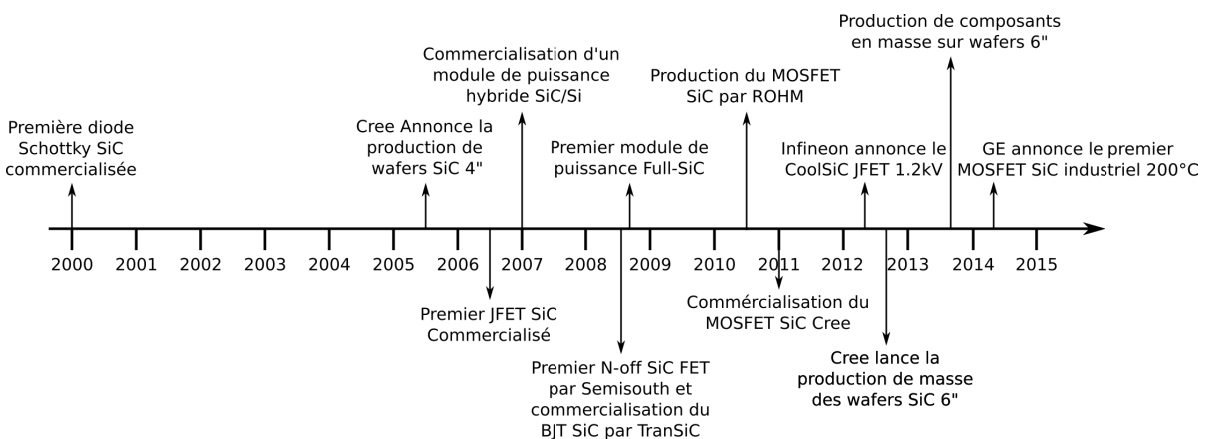 Production de composants
en masse sur wafers 6"
Commercialisation d'un
module de puissance
hybride SiC/Si
Production du MOSFET
SiC par ROHM
Première diode
Schottky SiC
commercialisée
Cree Annonce la
production de
wafers SiC 4"
Premier module de
puissance Full-SiC
Infineon annonce le
CoolSiC JFET 1.2kV
GE annonce le premier
MOSFET SiC industriel 200°C
2000 2001 2002 2003 2004 2005 2006 2007 2008 2009 2010 2011 2012 2013 2014 2015
Premier JFET SiC
Commercialisé
Commércialisation du
MOSFET SiC Cree
Premier N-off SiC FET
par Semisouth et
commercialisation du
BJT SiC par TranSiC
Cree lance la
production de masse
des wafers SiC 6"